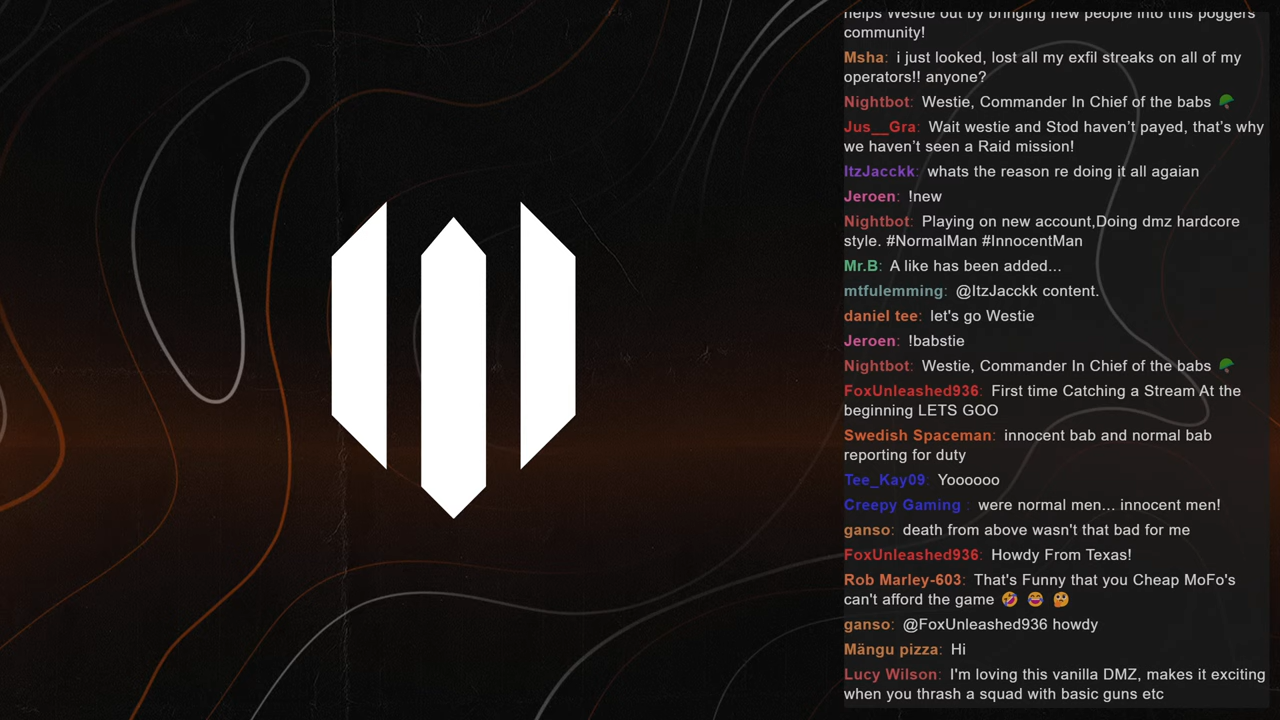 helps Westie out by bringing new people into this poggers
community!
Msha: i just looked, lost all my exfil streaks on all of my
operators!! anyone?
Nightbot: Westie, Commander In Chief of the babs
Jus__Gra: Wait westie and Stod haven’t payed, that’s why
we haven’t seen a Raid mission!
ItzJacckk: whats the reason re doing it all agaian
Jeroen: !new
Nightbot: Playing on new account,Doing dmz hardcore
style. #NormalMan #InnocentMan
Mr.B: A like has been added...
mtfulemming: @ItzJacckk content.
daniel tee: let's go Westie
Jeroen: !babstie
Nightbot: Westie, Commander In Chief of the babs
FoxUnleashed936: First time Catching a Stream At the
beginning LETS GOO
Swedish Spaceman: innocent bab and normal bab
reporting for duty
Tee_Kay09: Yoooooo
Creepy Gaming : were normal men... innocent men!
ganso: death from above wasn't that bad for me
FoxUnleashed936: Howdy From Texas!
Rob Marley-603: That's Funny that you Cheap MoFo's
can't afford the game 🤣 😂 🤔
ganso: @FoxUnleashed936 howdy
Mängu pizza: Hi
Lucy Wilson: I'm loving this vanilla DMZ, makes it exciting
when you thrash a squad with basic guns etc